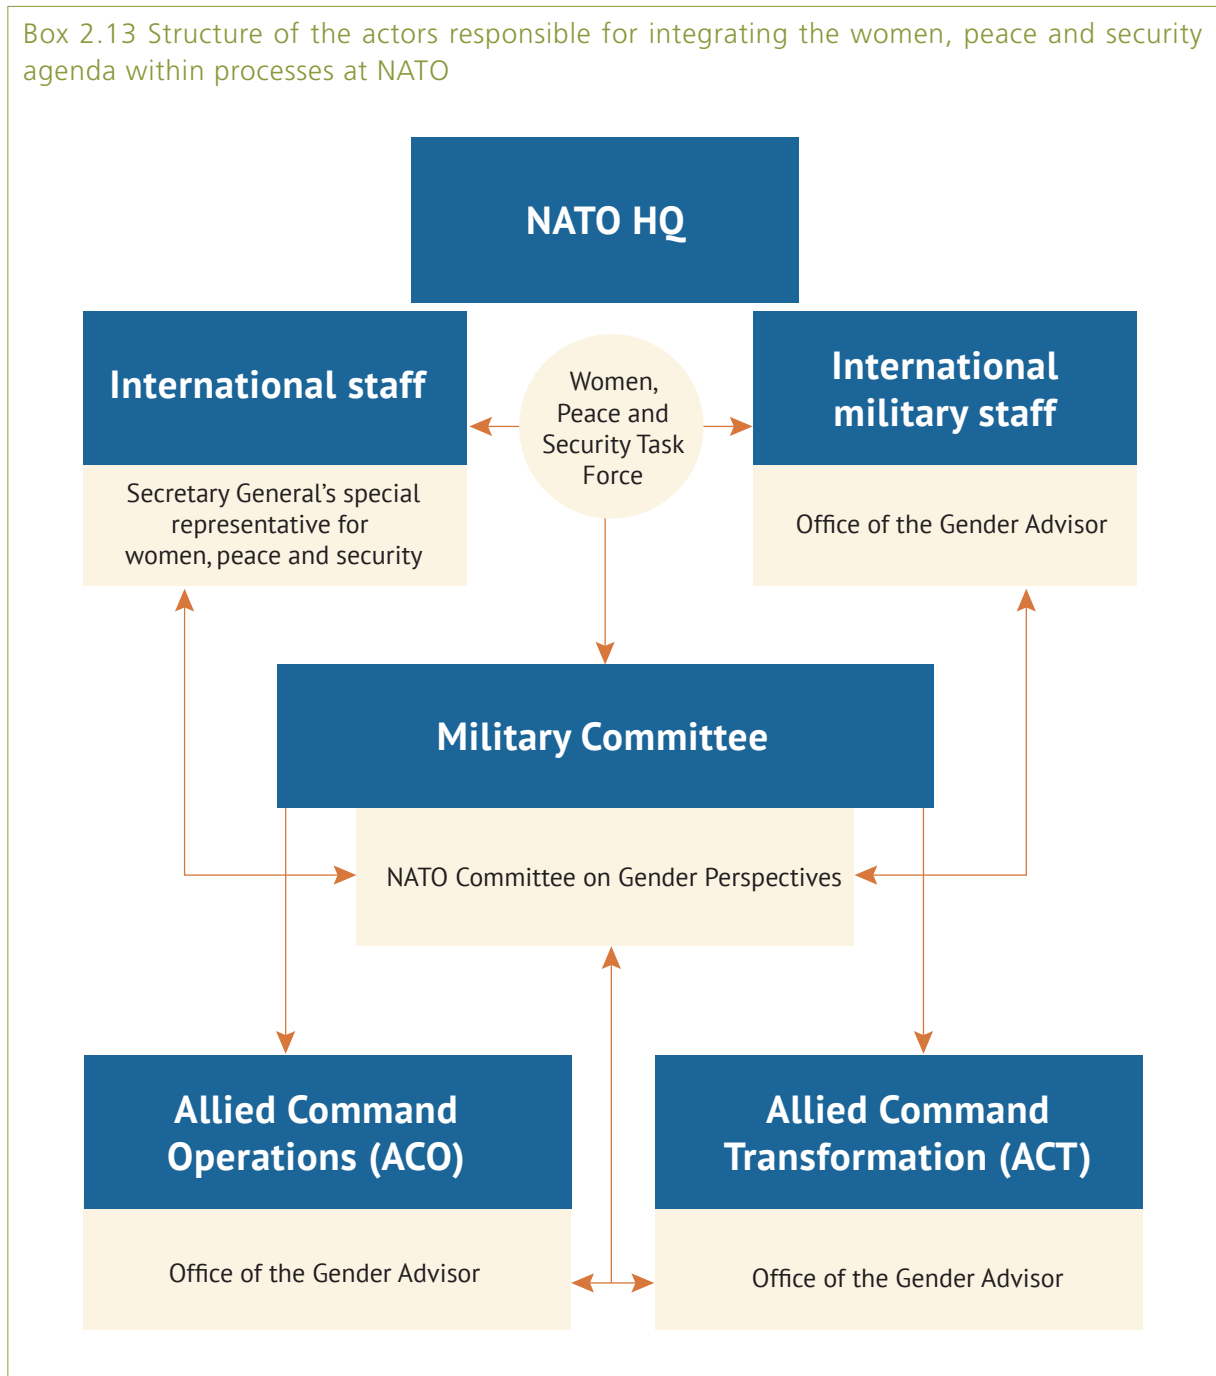 Box 2.13 Structure of the actors responsible for integrating the women, peace and security
agenda within processes at NATO
NATO HQ
International staff
Secretary General’s special
representative for
women, peace and security
Women,
Peace and
Security Task
Force
International
military staff
Office of the Gender Advisor
Military Committee
NATO Committee on Gender Perspectives
Allied Command
Operations (ACO)
Office of the Gender Advisor
Allied Command
Transformation (ACT)
Office of the Gender Advisor